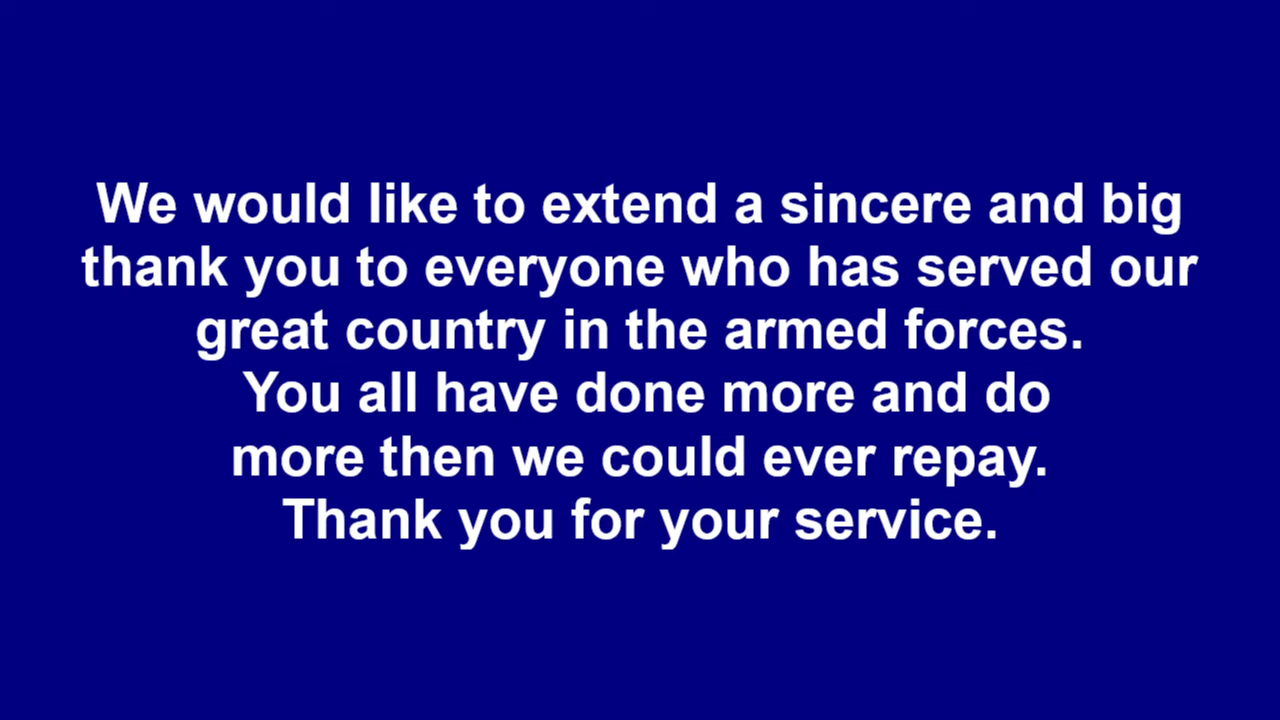 We would like to extend a sincere and big
thank you to everyone who has served our
great country in the armed forces.
You all have done more and do
more then we could ever repay.
Thank you for your service.